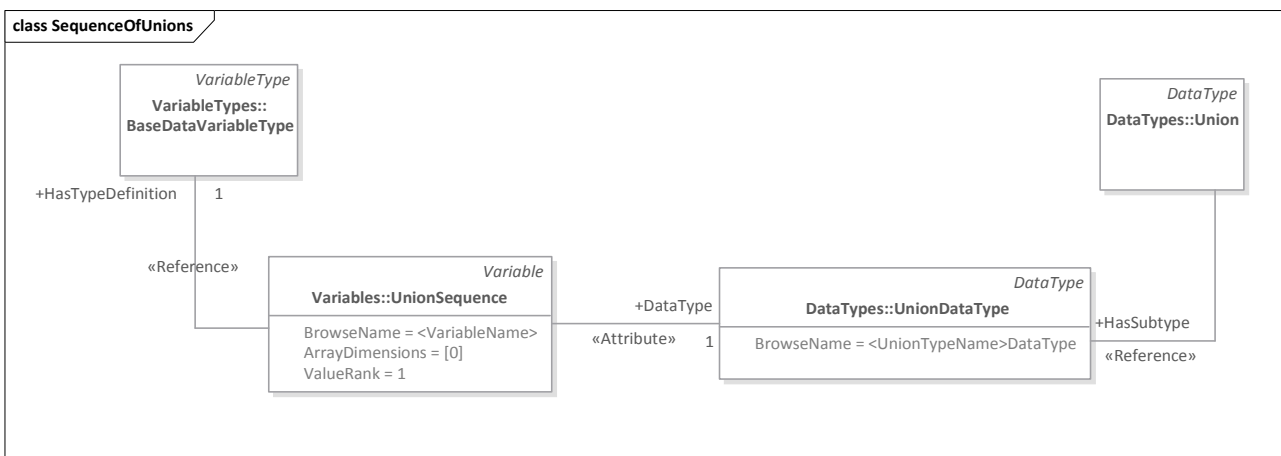 class SequenceOfUnions
VariableType
VariableTypes::
BaseDataVariableType
DataType
DataTypes::Union
+HasTypeDefinition
1
«Reference»
Variable
Variables::UnionSequence
BrowseName = <VariableName>
ArrayDimensions = [0]
ValueRank = 1
+DataType
«Attribute»
1
DataType
DataTypes::UnionDataType
BrowseName = <UnionTypeName>DataType
+HasSubtype
«Reference»